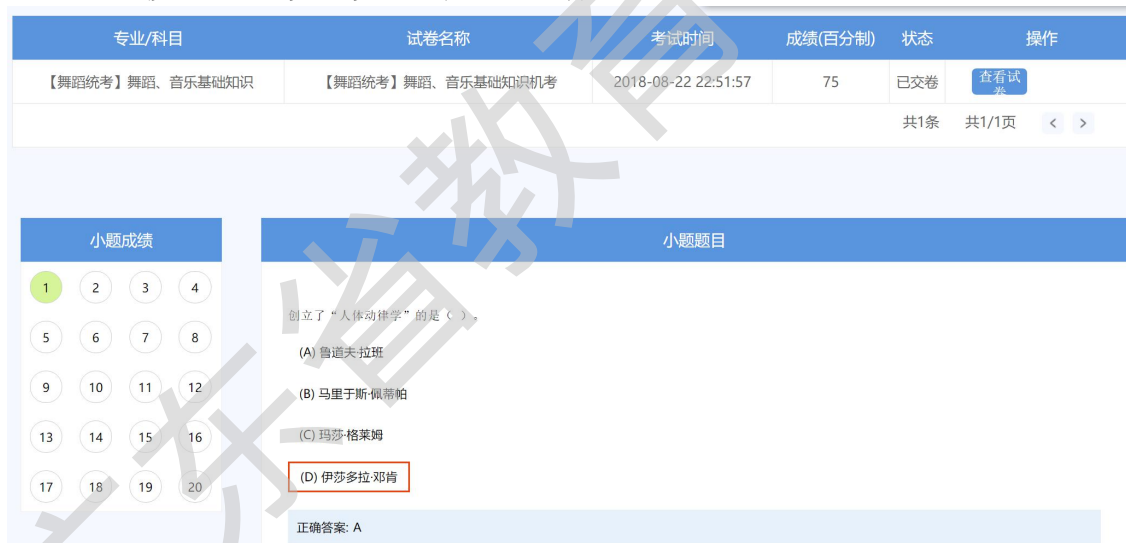 专业/科目 试卷名称 考试时间 成绩(百分制) 状态 操作
【舞蹈统考】舞蹈、音乐基础知识 【舞蹈统考】舞蹈、音乐基础知识机考 2018-08-22 22:51:57 75 已交卷 查看试卷
共1条 共1/1页 < >
小题成绩 小题题目
1 2 3 4
5 6 7 8
9 10 11 12
13 14 15 16
17 18 19 20
创立了“人体动律学”的是（ ）。
(A) 鲁道夫·拉班
(B) 马里于斯·佩蒂帕
(C) 玛莎·格莱姆
(D) 伊莎多拉·邓肯
正确答案: A
东省教育